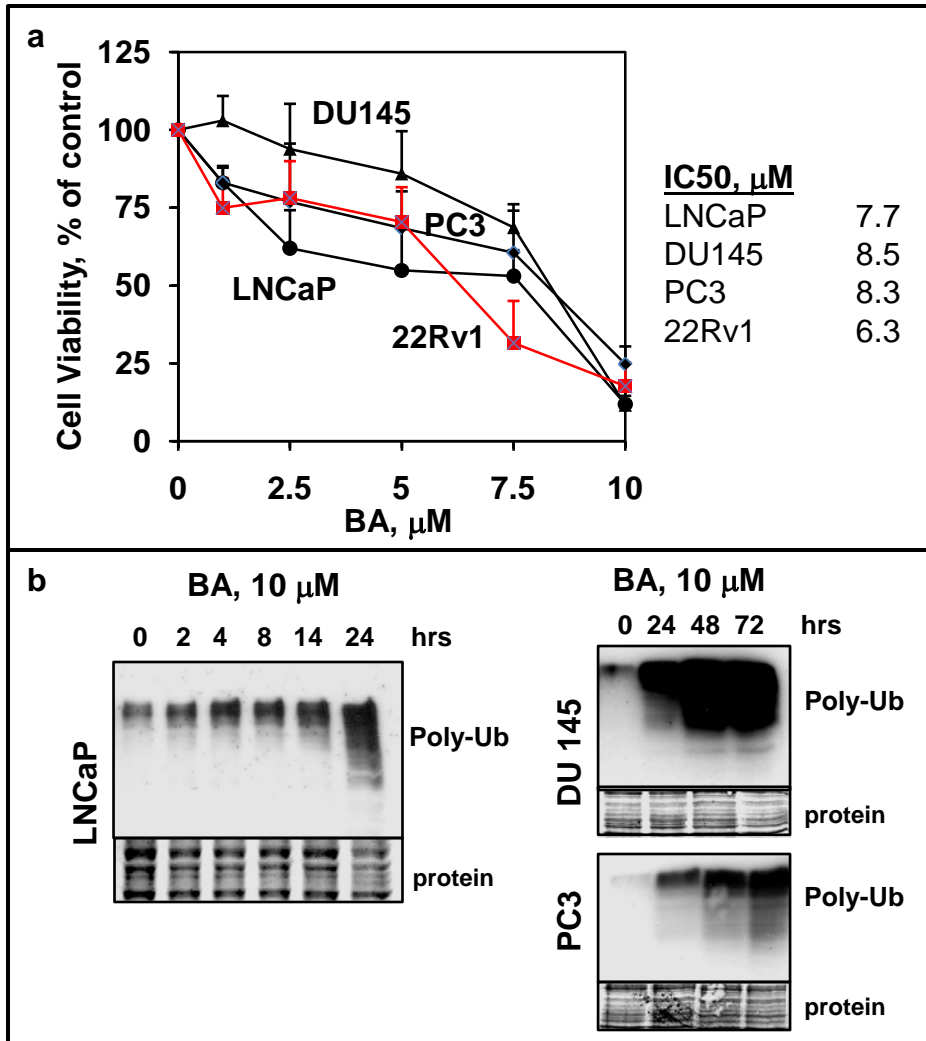 a
Cell Viability, % of control
125
100
75
50
25
0
DU145
PC3
LNCaP
22Rv1
0 2.5 5 7.5 10
BA, μM
IC50, μM
LNCaP 7.7
DU145 8.5
PC3 8.3
22Rv1 6.3
b
BA, 10 μM
0 2 4 8 14 24 hrs
LNCaP
Poly-Ub
protein
BA, 10 μM
0 24 48 72 hrs
DU 145
Poly-Ub
protein
PC3
Poly-Ub
protein